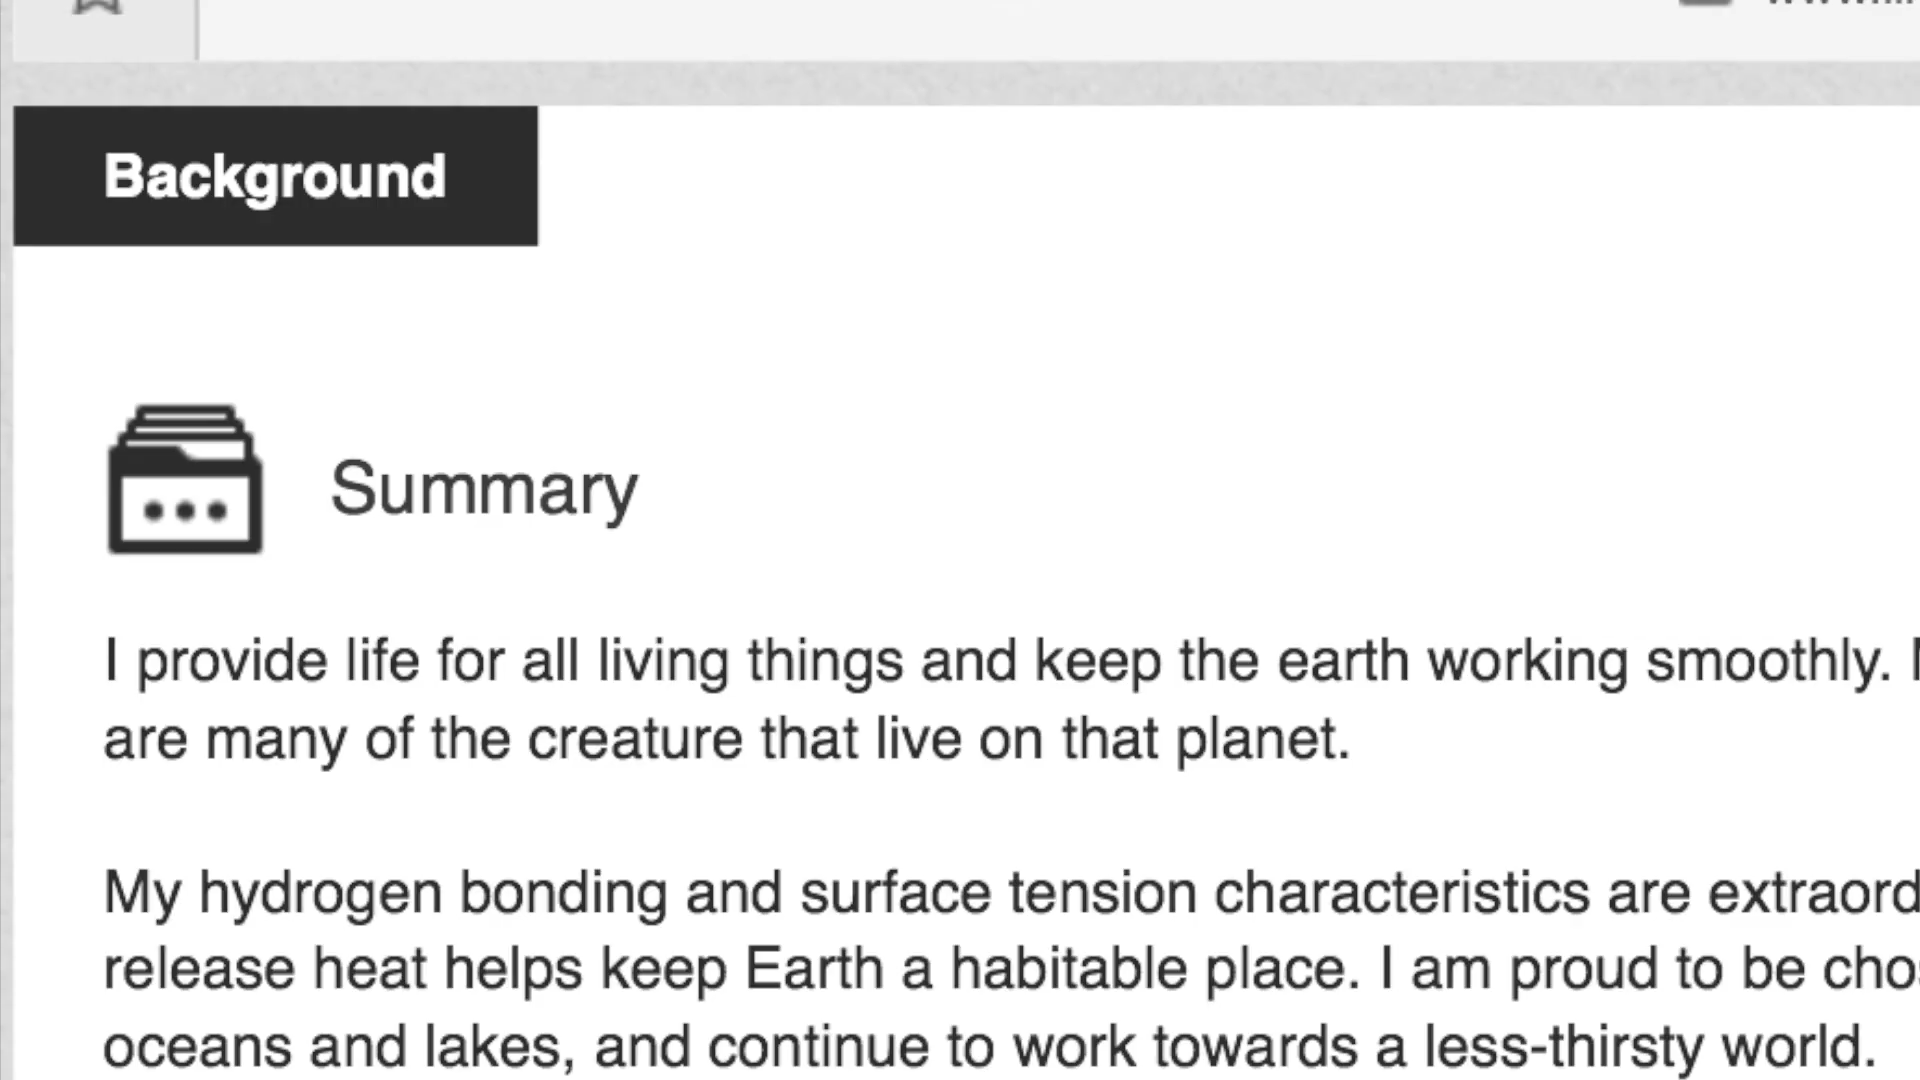 Background
Summary
I provide life for all living things and keep the earth working smoothly.
are many of the creature that live on that planet.
My hydrogen bonding and surface tension characteristics are
release heat helps keep Earth a habitable place. I am proud to be
oceans and lakes, and continue to work towards a less-thirsty world.